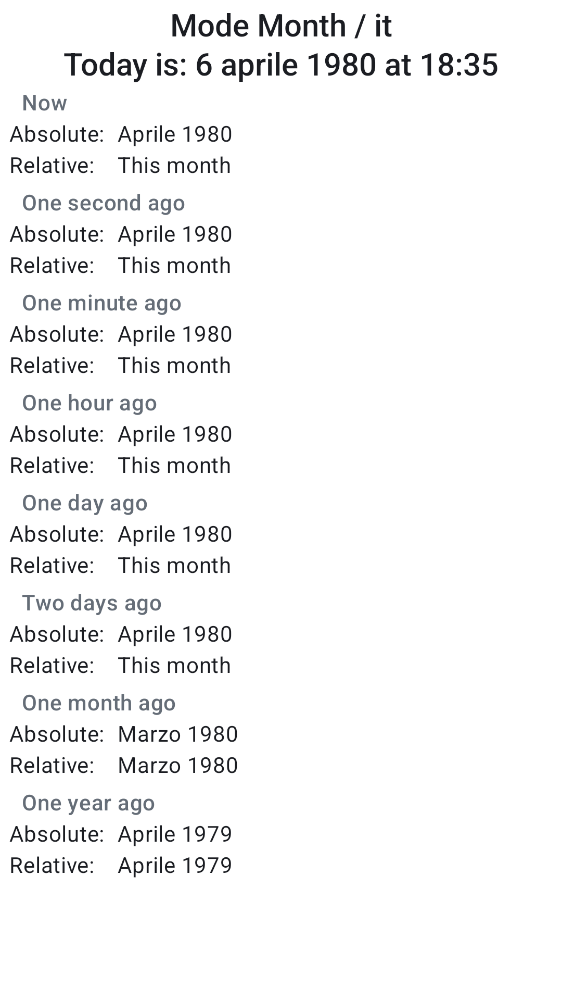 Mode Month / it
Today is: 6 aprile 1980 at 18:35
Now
Absolute: Aprile 1980
Relative: This month
One second ago
Absolute: Aprile 1980
Relative: This month
One minute ago
Absolute: Aprile 1980
Relative: This month
One hour ago
Absolute: Aprile 1980
Relative: This month
One day ago
Absolute: Aprile 1980
Relative: This month
Two days ago
Absolute: Aprile 1980
Relative: This month
One month ago
Absolute: Marzo 1980
Relative: Marzo 1980
One year ago
Absolute: Aprile 1979
Relative: Aprile 1979